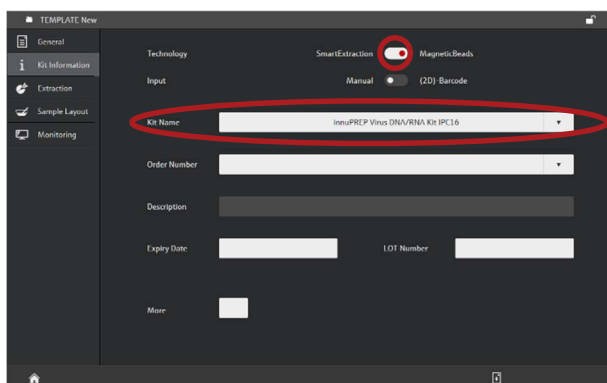 TEMPLATE New
General
Kit Information
Extraction
Sample Layout
Monitoring
Technology SmartExtraction MagneticBeads
Input Manual (2D)-Barcode
Kit Name innuPREP Virus DNA/RNA Kit IPC16
Order Number
Description
Expiry Date LOT Number
More